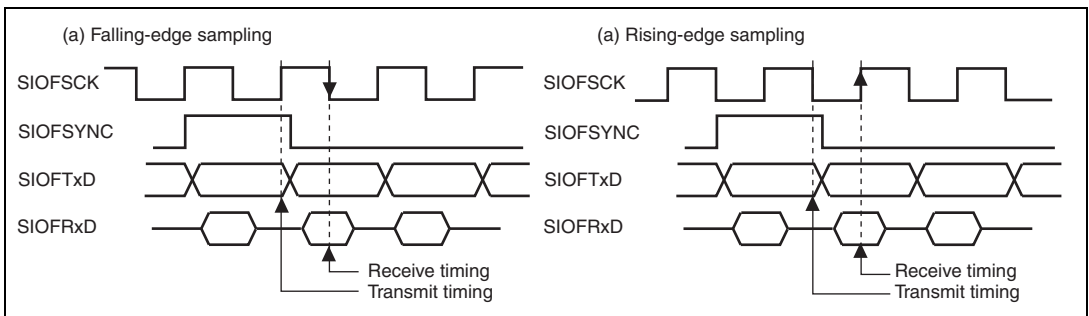 (a) Falling-edge sampling
SIOFSCK
SIOFSYNC
SIOFTxD
SIOFRxD
Receive timing
Transmit timing
(a) Rising-edge sampling
SIOFSCK
SIOFSYNC
SIOFTxD
SIOFRxD
Receive timing
Transmit timing